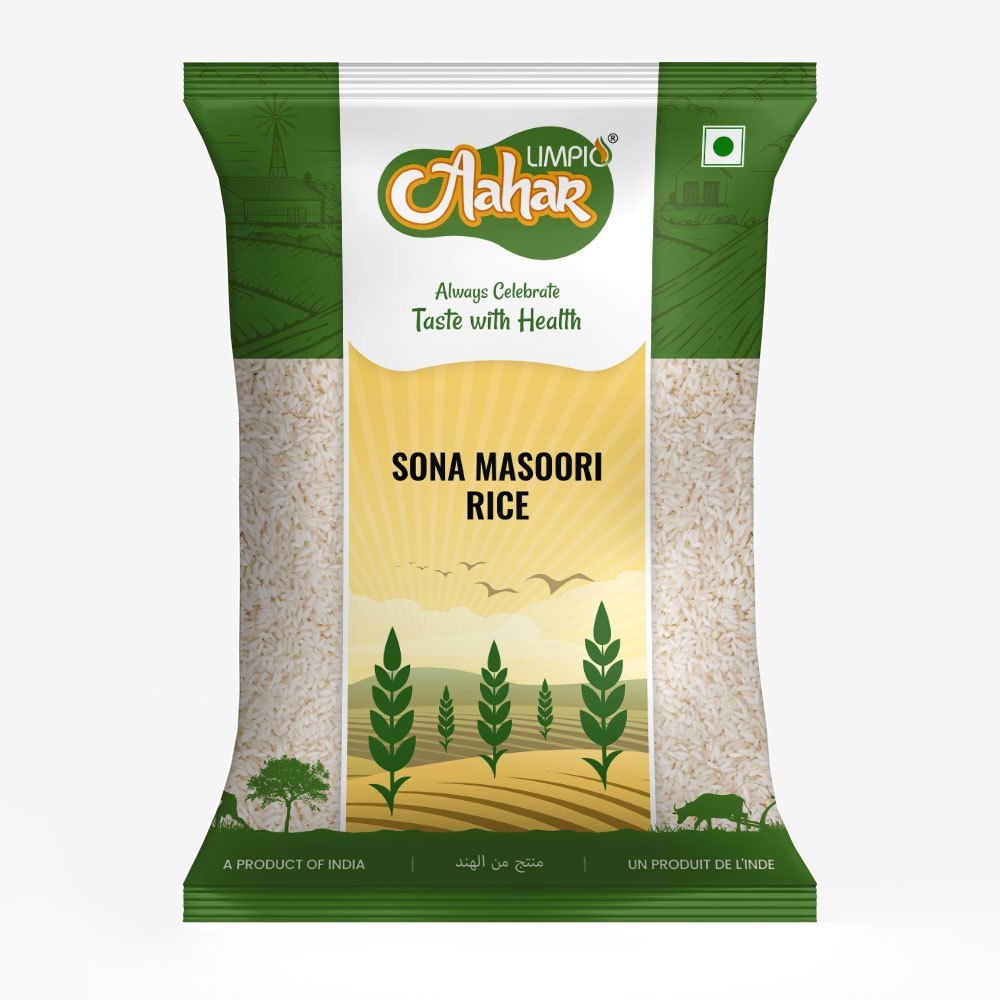 LIMPIO®
Aahar
Always Celebrate
Taste with Health
SONA MASOORI
RICE
A PRODUCT OF INDIA | منتج من الهند | UN PRODUIT DE L'INDE